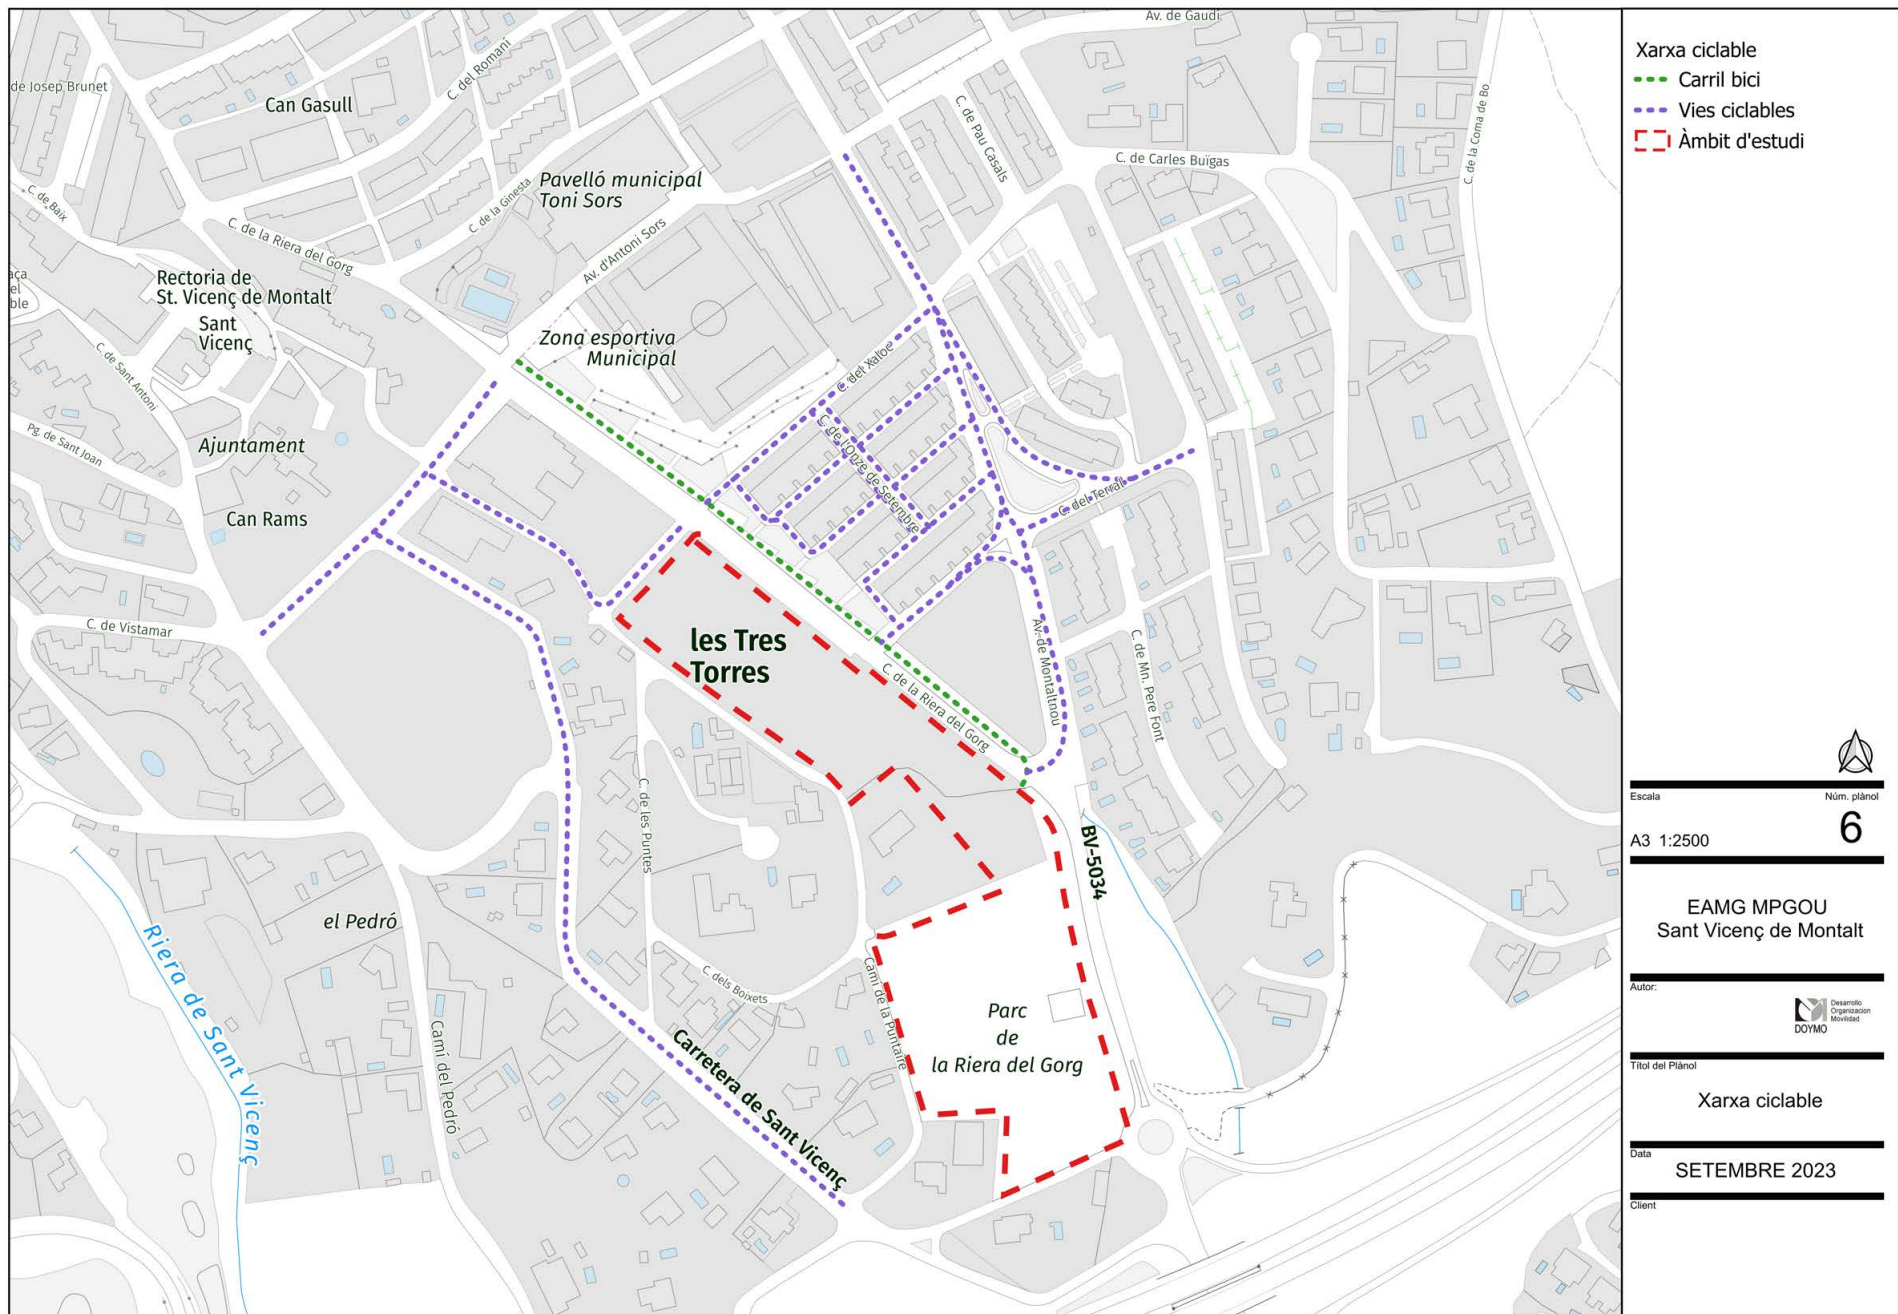 Av. de Gaudí
de Josep Brunet
Can Gasull
C. del Romaní
C. de Pau Casals
C. de la Coma de Bo
C. de Carles Buïgas
C. de Baix
Pavelló municipal
Toni Sors
C. de la Ginesta
C. de la Riera del Gorg
Av. d'Antoni Sors
Rectoria de
St. Vicenç de Montalt
aça
el
ble
Sant
Vicenç
Zona esportiva
Municipal
C. de Sant Antoni
C. del Xaloc
Pg. de Sant Joan
Ajuntament
C. de l'Onze de Setembre
Can Rams
C. del Terral
C. de Vistamar
les Tres
Torres
C. de la Riera del Gorg
Av. de Montaltnou
C. de Mn. Pere Font
C. de les Puntes
BV-5034
el Pedró
Riera de Sant Vicenç
C. dels Boixets
Camí de la Puntaire
Camí del Pedró
Carretera de Sant Vicenç
Parc
de
la Riera del Gorg
Xarxa ciclable
Carril bici
Vies ciclables
Àmbit d'estudi
Escala
Núm. plànol
A3 1:2500
6
EAMG MPGOU
Sant Vicenç de Montalt
Autor:
DOYMO
Desarrollo
Organizacion
Movilidad
Títol del Plànol
Xarxa ciclable
Data
SETEMBRE 2023
Client